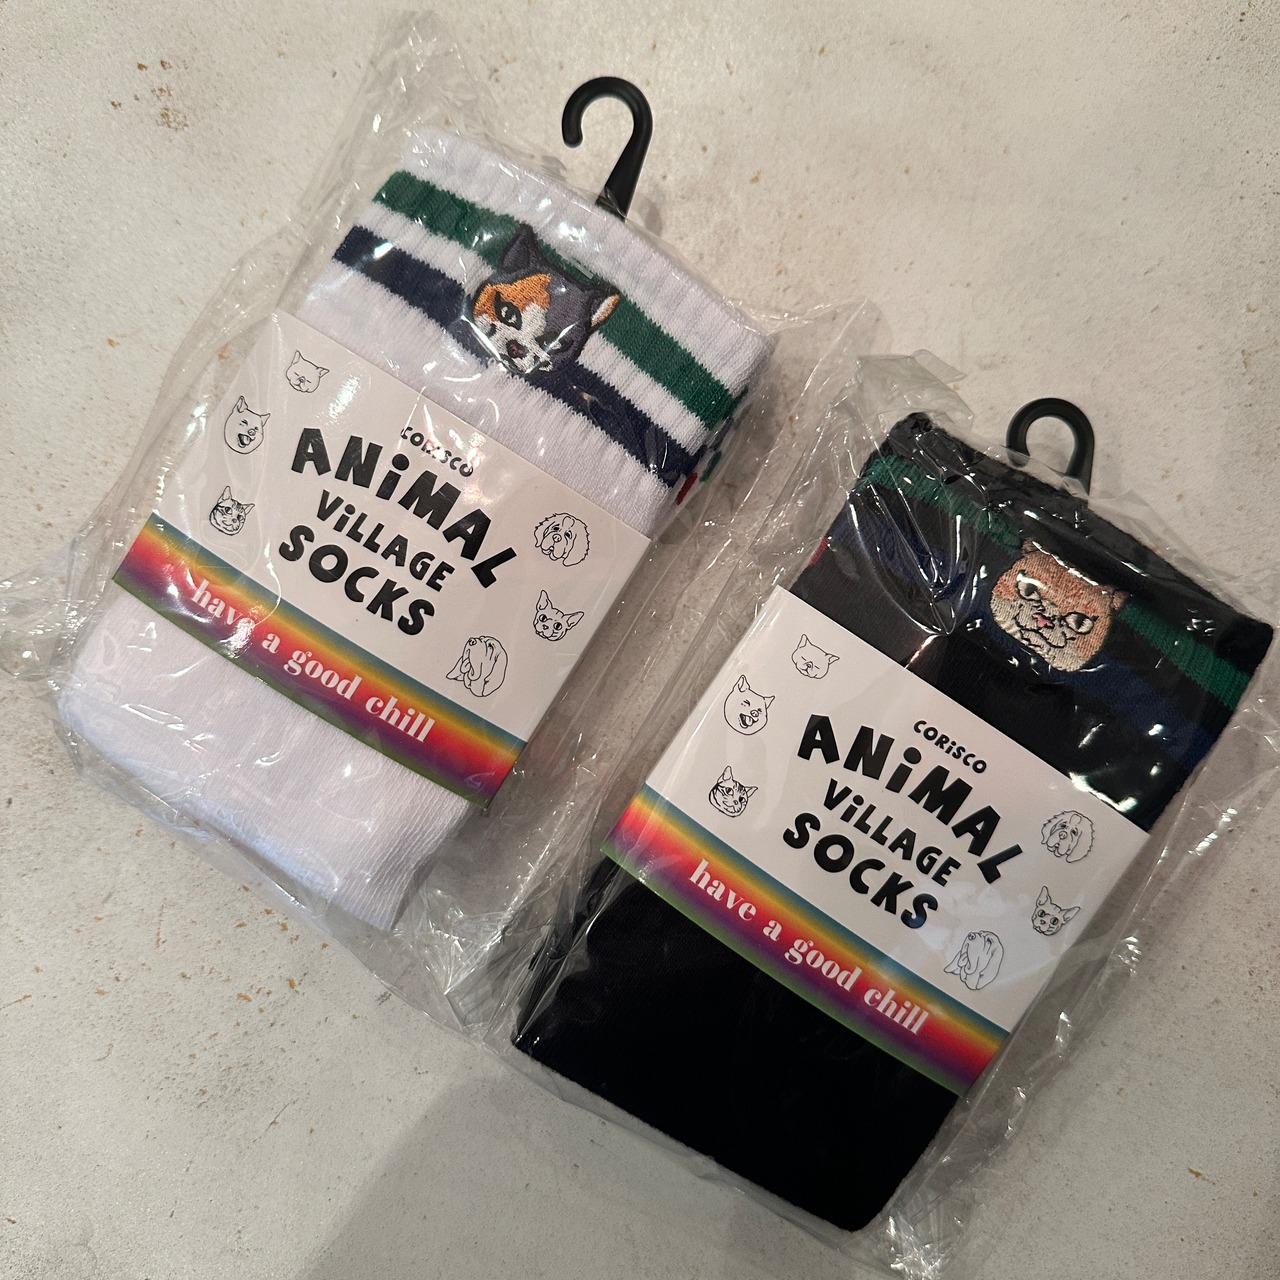 CORiSCO
ANiMAL
ViLLAGE
SOCKS
have a good chill
CORiSCO
ANiMAL
ViLLAGE
SOCKS
have a good chill